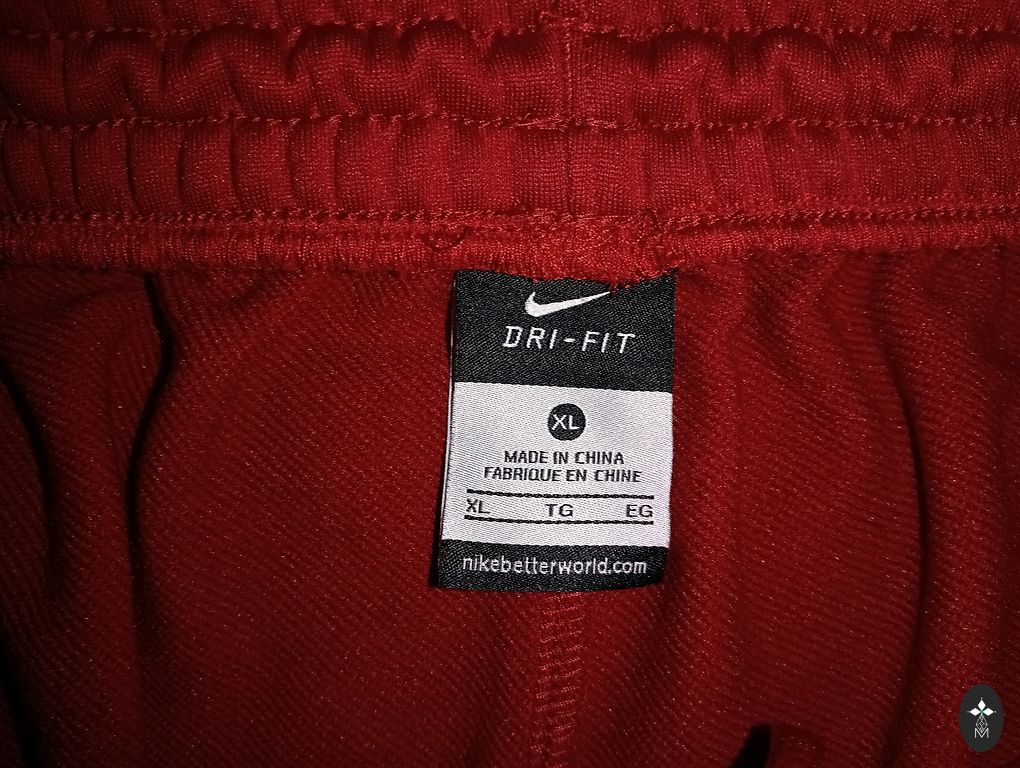 DRI-FIT
XL
MADE IN CHINA
FABRIQUE EN CHINE
XL TG EG
nikebetterworld.com
M